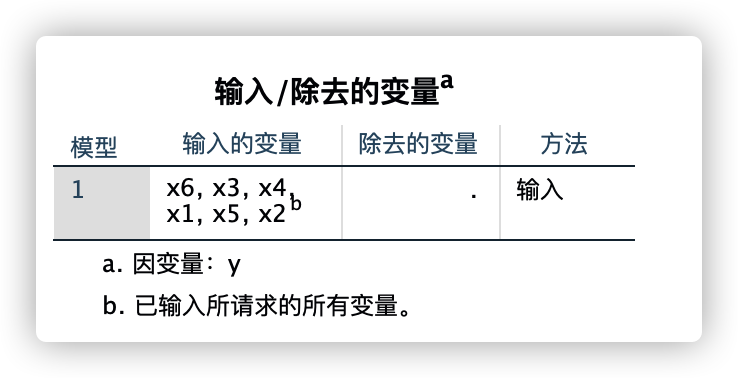 输入/除去的变量a
模型 输入的变量 除去的变量 方法
1 x6, x3, x4, . 输入
x1, x5, x2b
a. 因变量：y
b. 已输入所请求的所有变量。